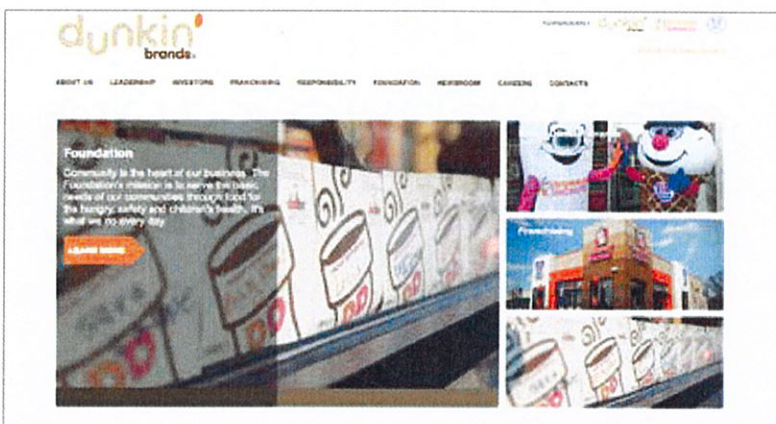 dunkin'
brands
ABOUT US LEADERSHIP INVESTORS FRANCHISING RESPONSIBILITY FOUNDATION NEWSROOM CAREERS CONTACTS
Foundation
Community is the heart of our business. The
Foundation's mission is to serve the basic
needs of our communities through food for
the hungry, safety and children's health. It's
what we do every day.
LEARN MORE
Franchising
DD